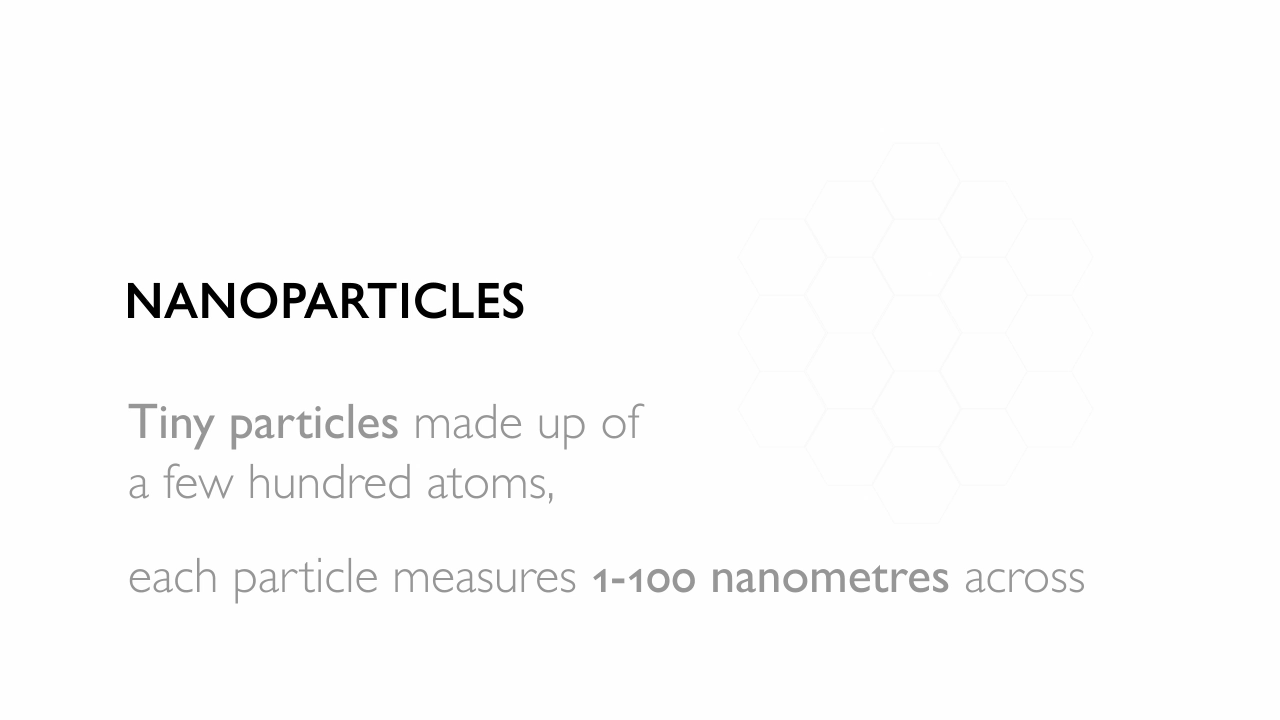 NANOPARTICLES
Tiny particles made up of
a few hundred atoms,
each particle measures 1-100 nanometres across